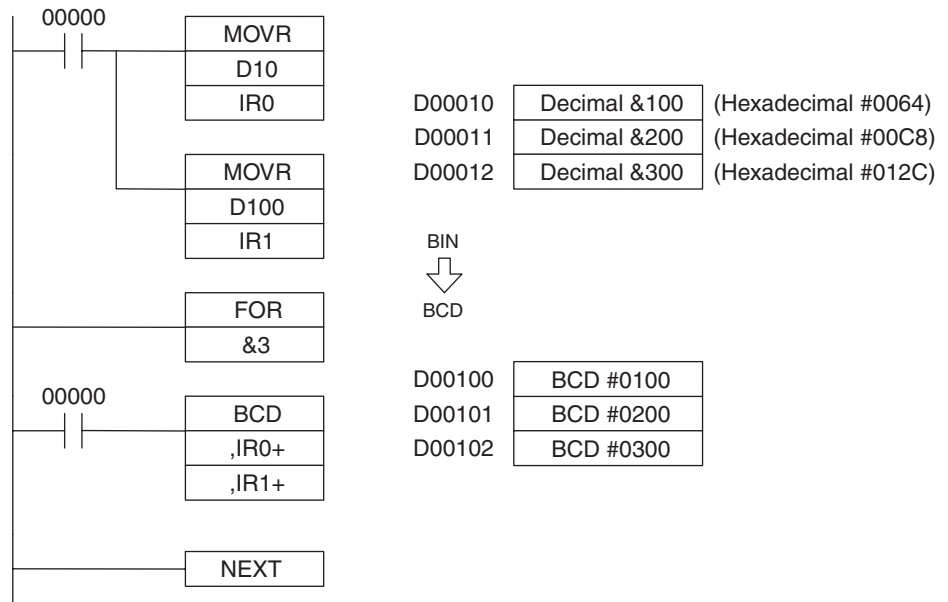 00000
MOVR
D10
IR0
MOVR
D100
IR1
FOR
&3
00000
BCD
,IR0+
,IR1+
NEXT
D00010 Decimal &100 (Hexadecimal #0064)
D00011 Decimal &200 (Hexadecimal #00C8)
D00012 Decimal &300 (Hexadecimal #012C)
BIN
BCD
D00100 BCD #0100
D00101 BCD #0200
D00102 BCD #0300